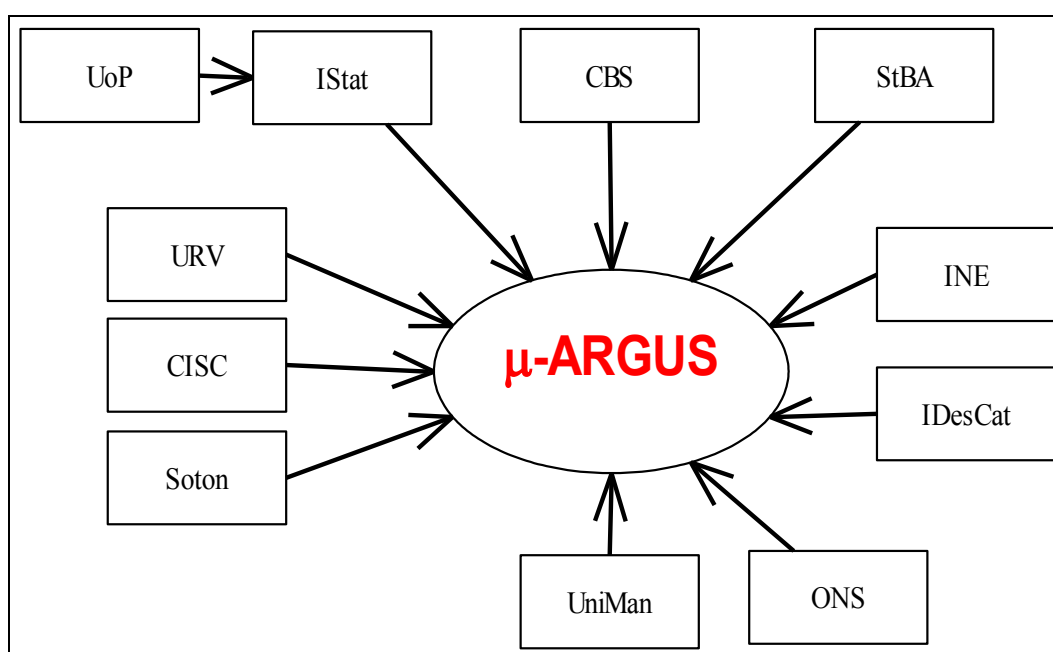 UoP
IStat
CBS
StBA
URV
INE
μ-ARGUS
CISC
IDesCat
Soton
UniMan
ONS